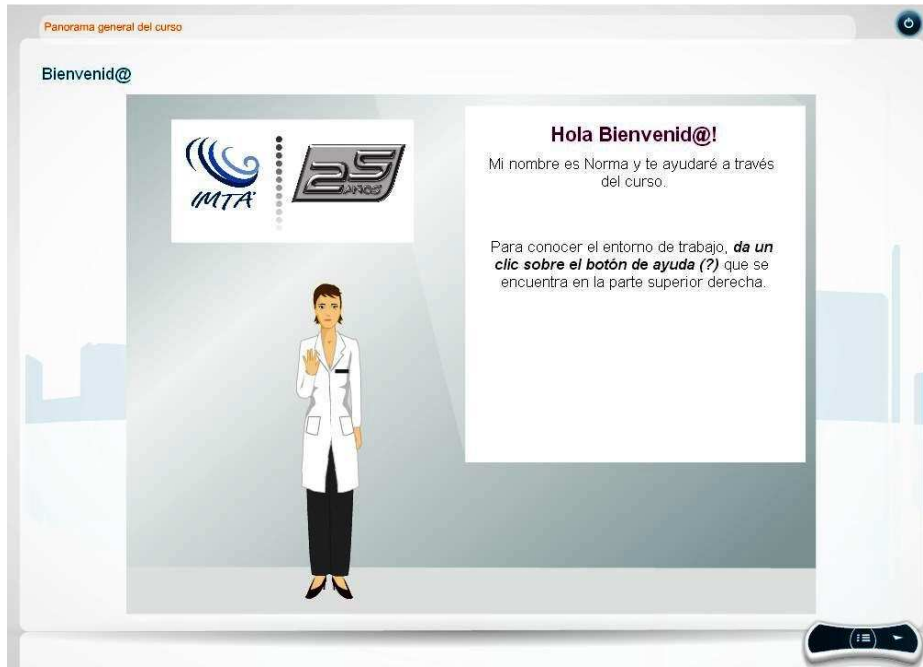 Panorama general del curso
Bienvenid@
IMTA
25
AÑOS
Hola Bienvenid@!
Mi nombre es Norma y te ayudaré a través
del curso.
Para conocer el entorno de trabajo, da un
clic sobre el botón de ayuda (?) que se
encuentra en la parte superior derecha.